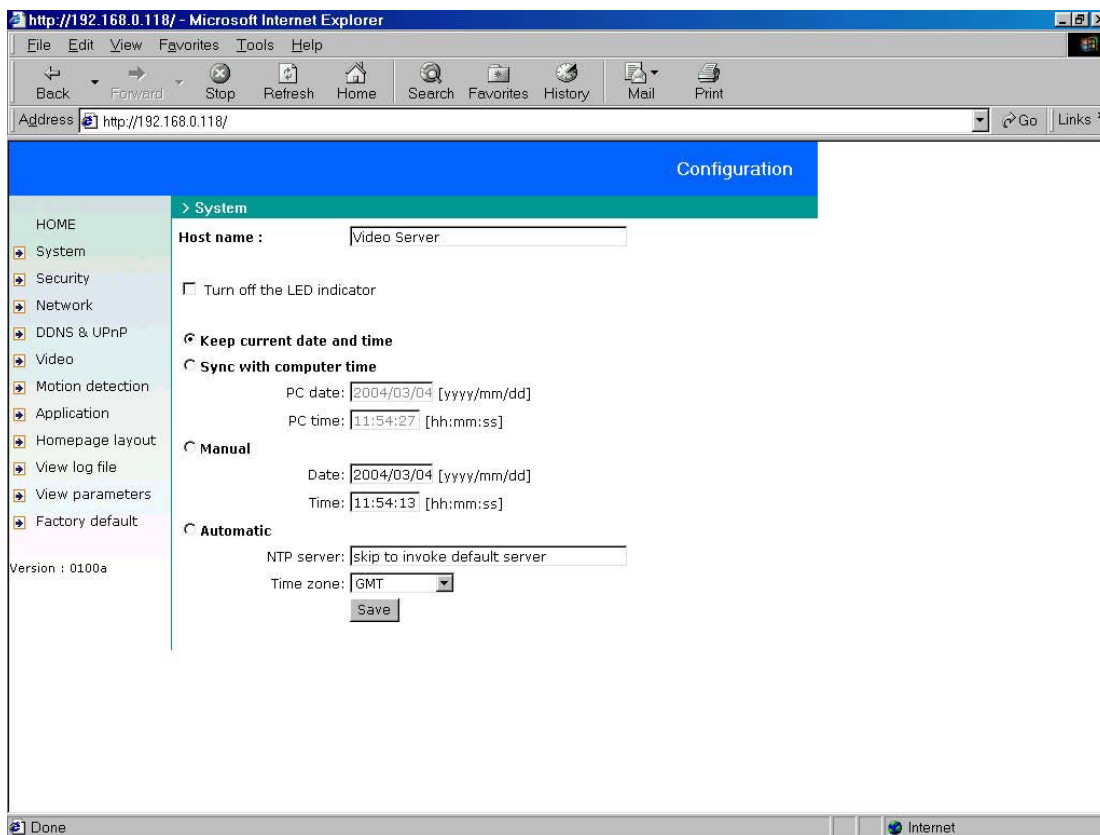 http://192.168.0.118/ - Microsoft Internet Explorer
File Edit View Favorites Tools Help
Back Forward Stop Refresh Home Search Favorites History Mail Print
Address http://192.168.0.118/ Go Links
Configuration
> System
HOME
System
Security
Network
DDNS & UPnP
Video
Motion detection
Application
Homepage layout
View log file
View parameters
Factory default
Version : 0100a
Host name : Video Server
Turn off the LED indicator
Keep current date and time
Sync with computer time
PC date: 2004/03/04 [yyyy/mm/dd]
PC time: 11:54:27 [hh:mm:ss]
Manual
Date: 2004/03/04 [yyyy/mm/dd]
Time: 11:54:13 [hh:mm:ss]
Automatic
NTP server: skip to invoke default server
Time zone: GMT
Save
Done Internet